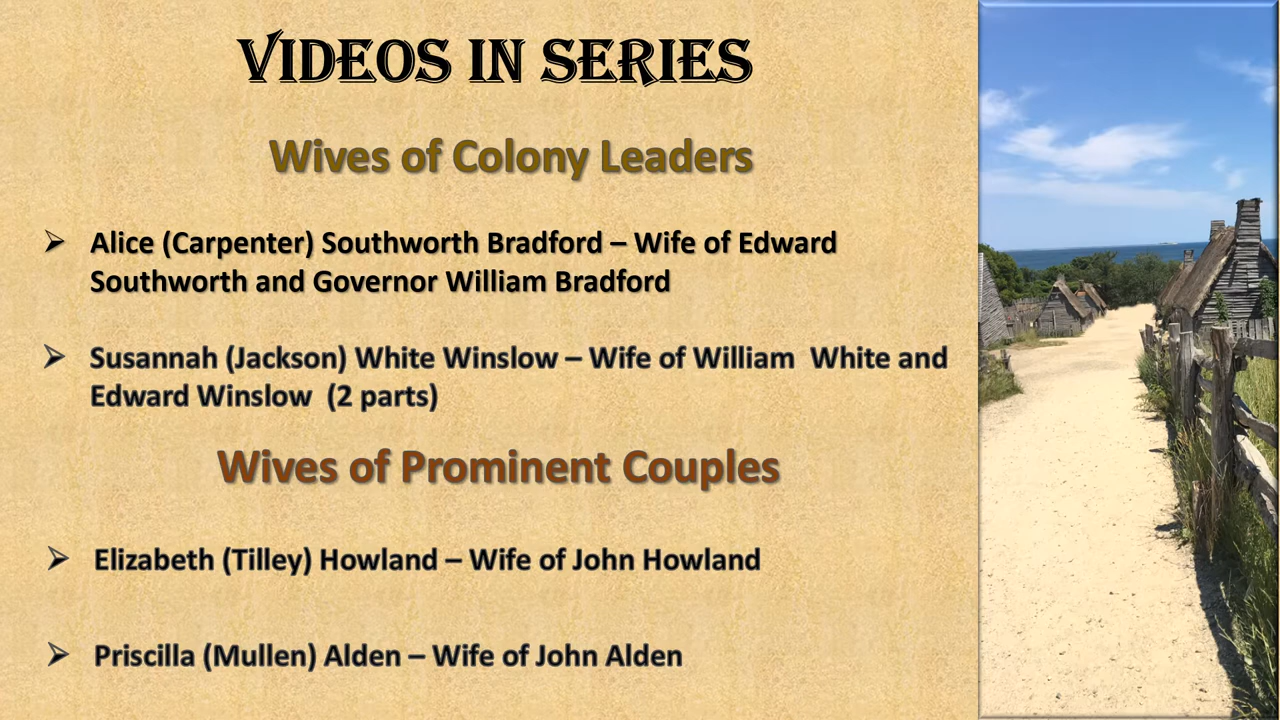 VIDEOS IN SERIES
Wives of Colony Leaders
➢ Alice (Carpenter) Southworth Bradford – Wife of Edward
Southworth and Governor William Bradford
➢ Susannah (Jackson) White Winslow – Wife of William  White and
Edward Winslow  (2 parts)
Wives of Prominent Couples
➢ Elizabeth (Tilley) Howland – Wife of John Howland
➢ Priscilla (Mullen) Alden – Wife of John Alden